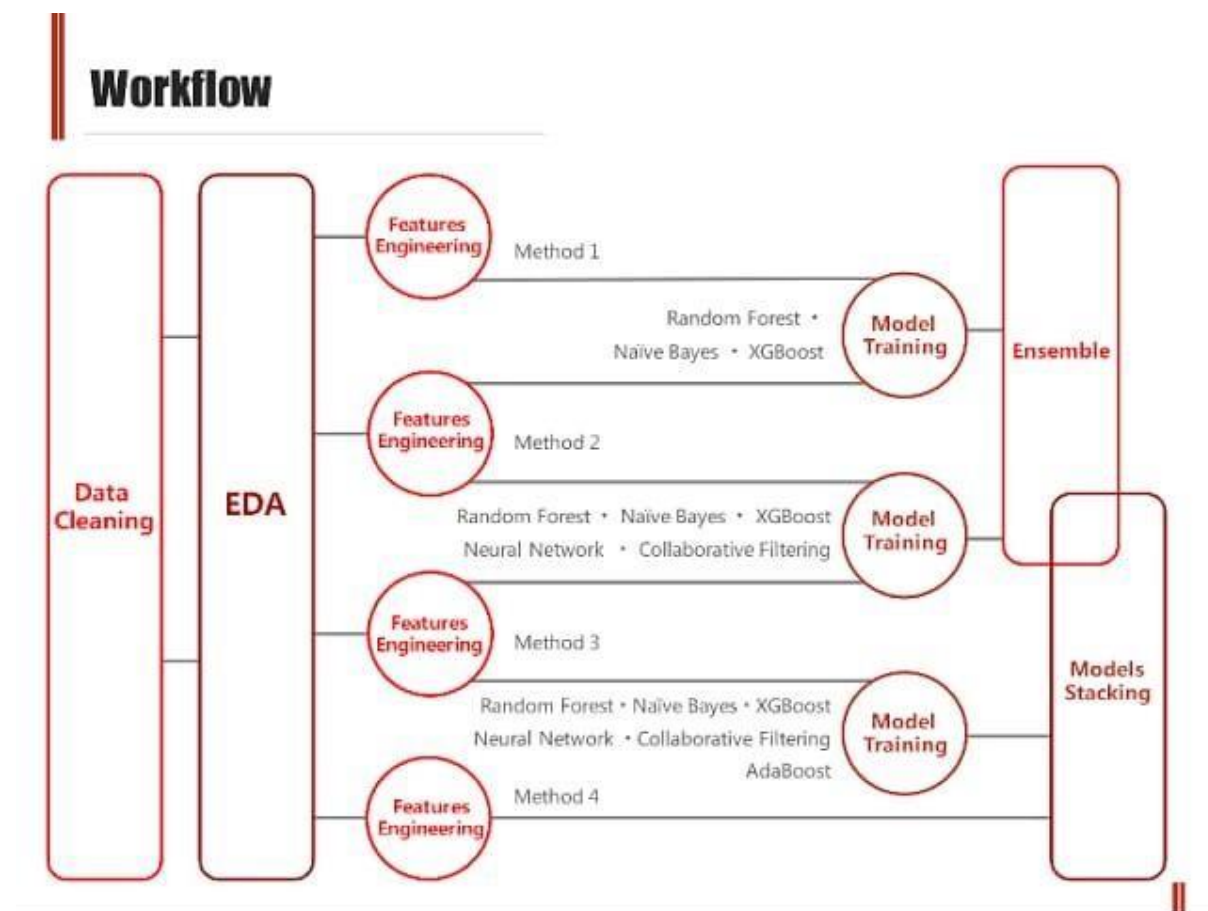 Workflow
Data
Cleaning
EDA
Features
Engineering
Method 1
Random Forest •
Naïve Bayes • XGBoost
Model
Training
Ensemble
Features
Engineering
Method 2
Random Forest • Naïve Bayes • XGBoost
Neural Network • Collaborative Filtering
Model
Training
Features
Engineering
Method 3
Random Forest • Naïve Bayes • XGBoost
Neural Network • Collaborative Filtering
AdaBoost
Model
Training
Models
Stacking
Features
Engineering
Method 4